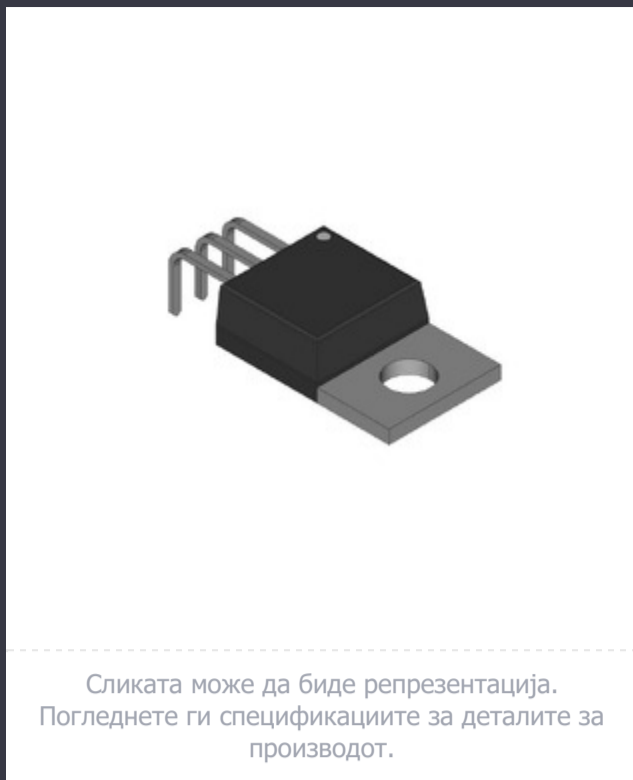 Сликата може да биде репрезентација.
Погледнете ги спецификациите за деталите за
производот.